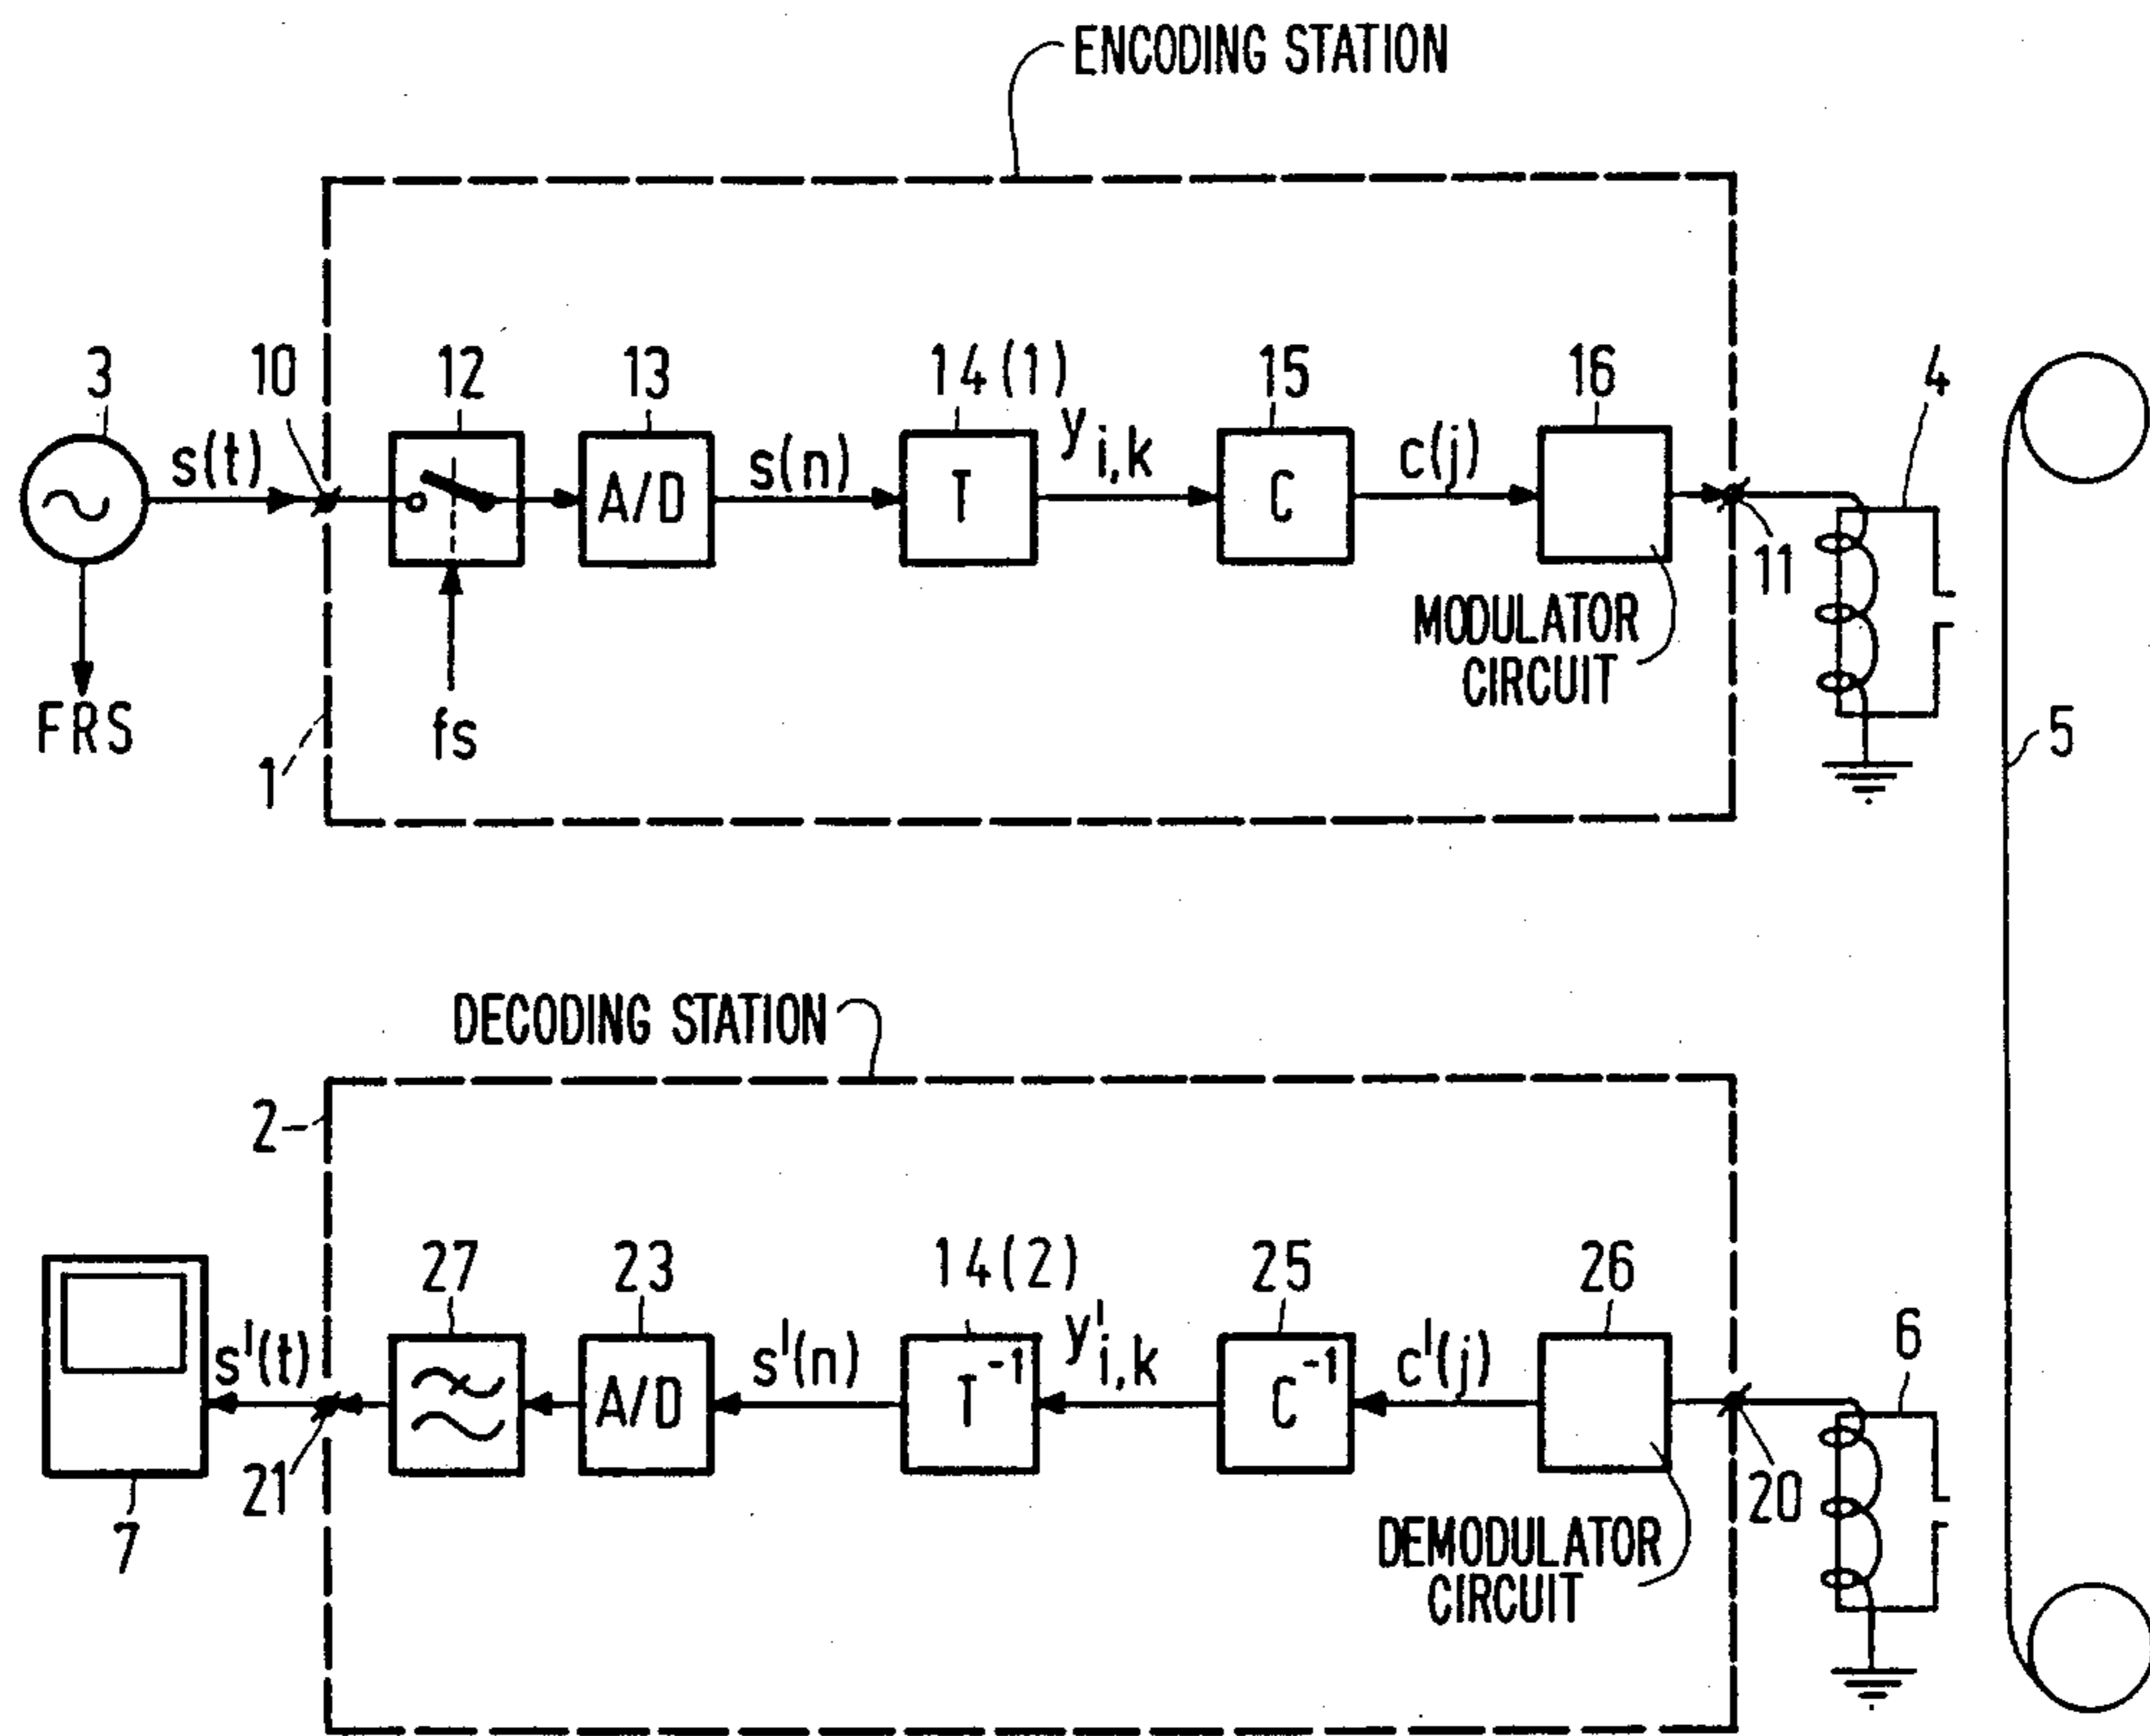 ENCODING STATION
3
10
12
13
14(1)
15
16
4
s(t)
A/D
s(n)
T
y i,k
C
c(j)
11
MODULATOR
CIRCUIT
FRS
fs
1
5
DECODING STATION
2
27
23
14(2)
25
26
6
s'(t)
A/D
s'(n)
T -1
y' i,k
C -1
c'(j)
21
20
7
DEMODULATOR
CIRCUIT